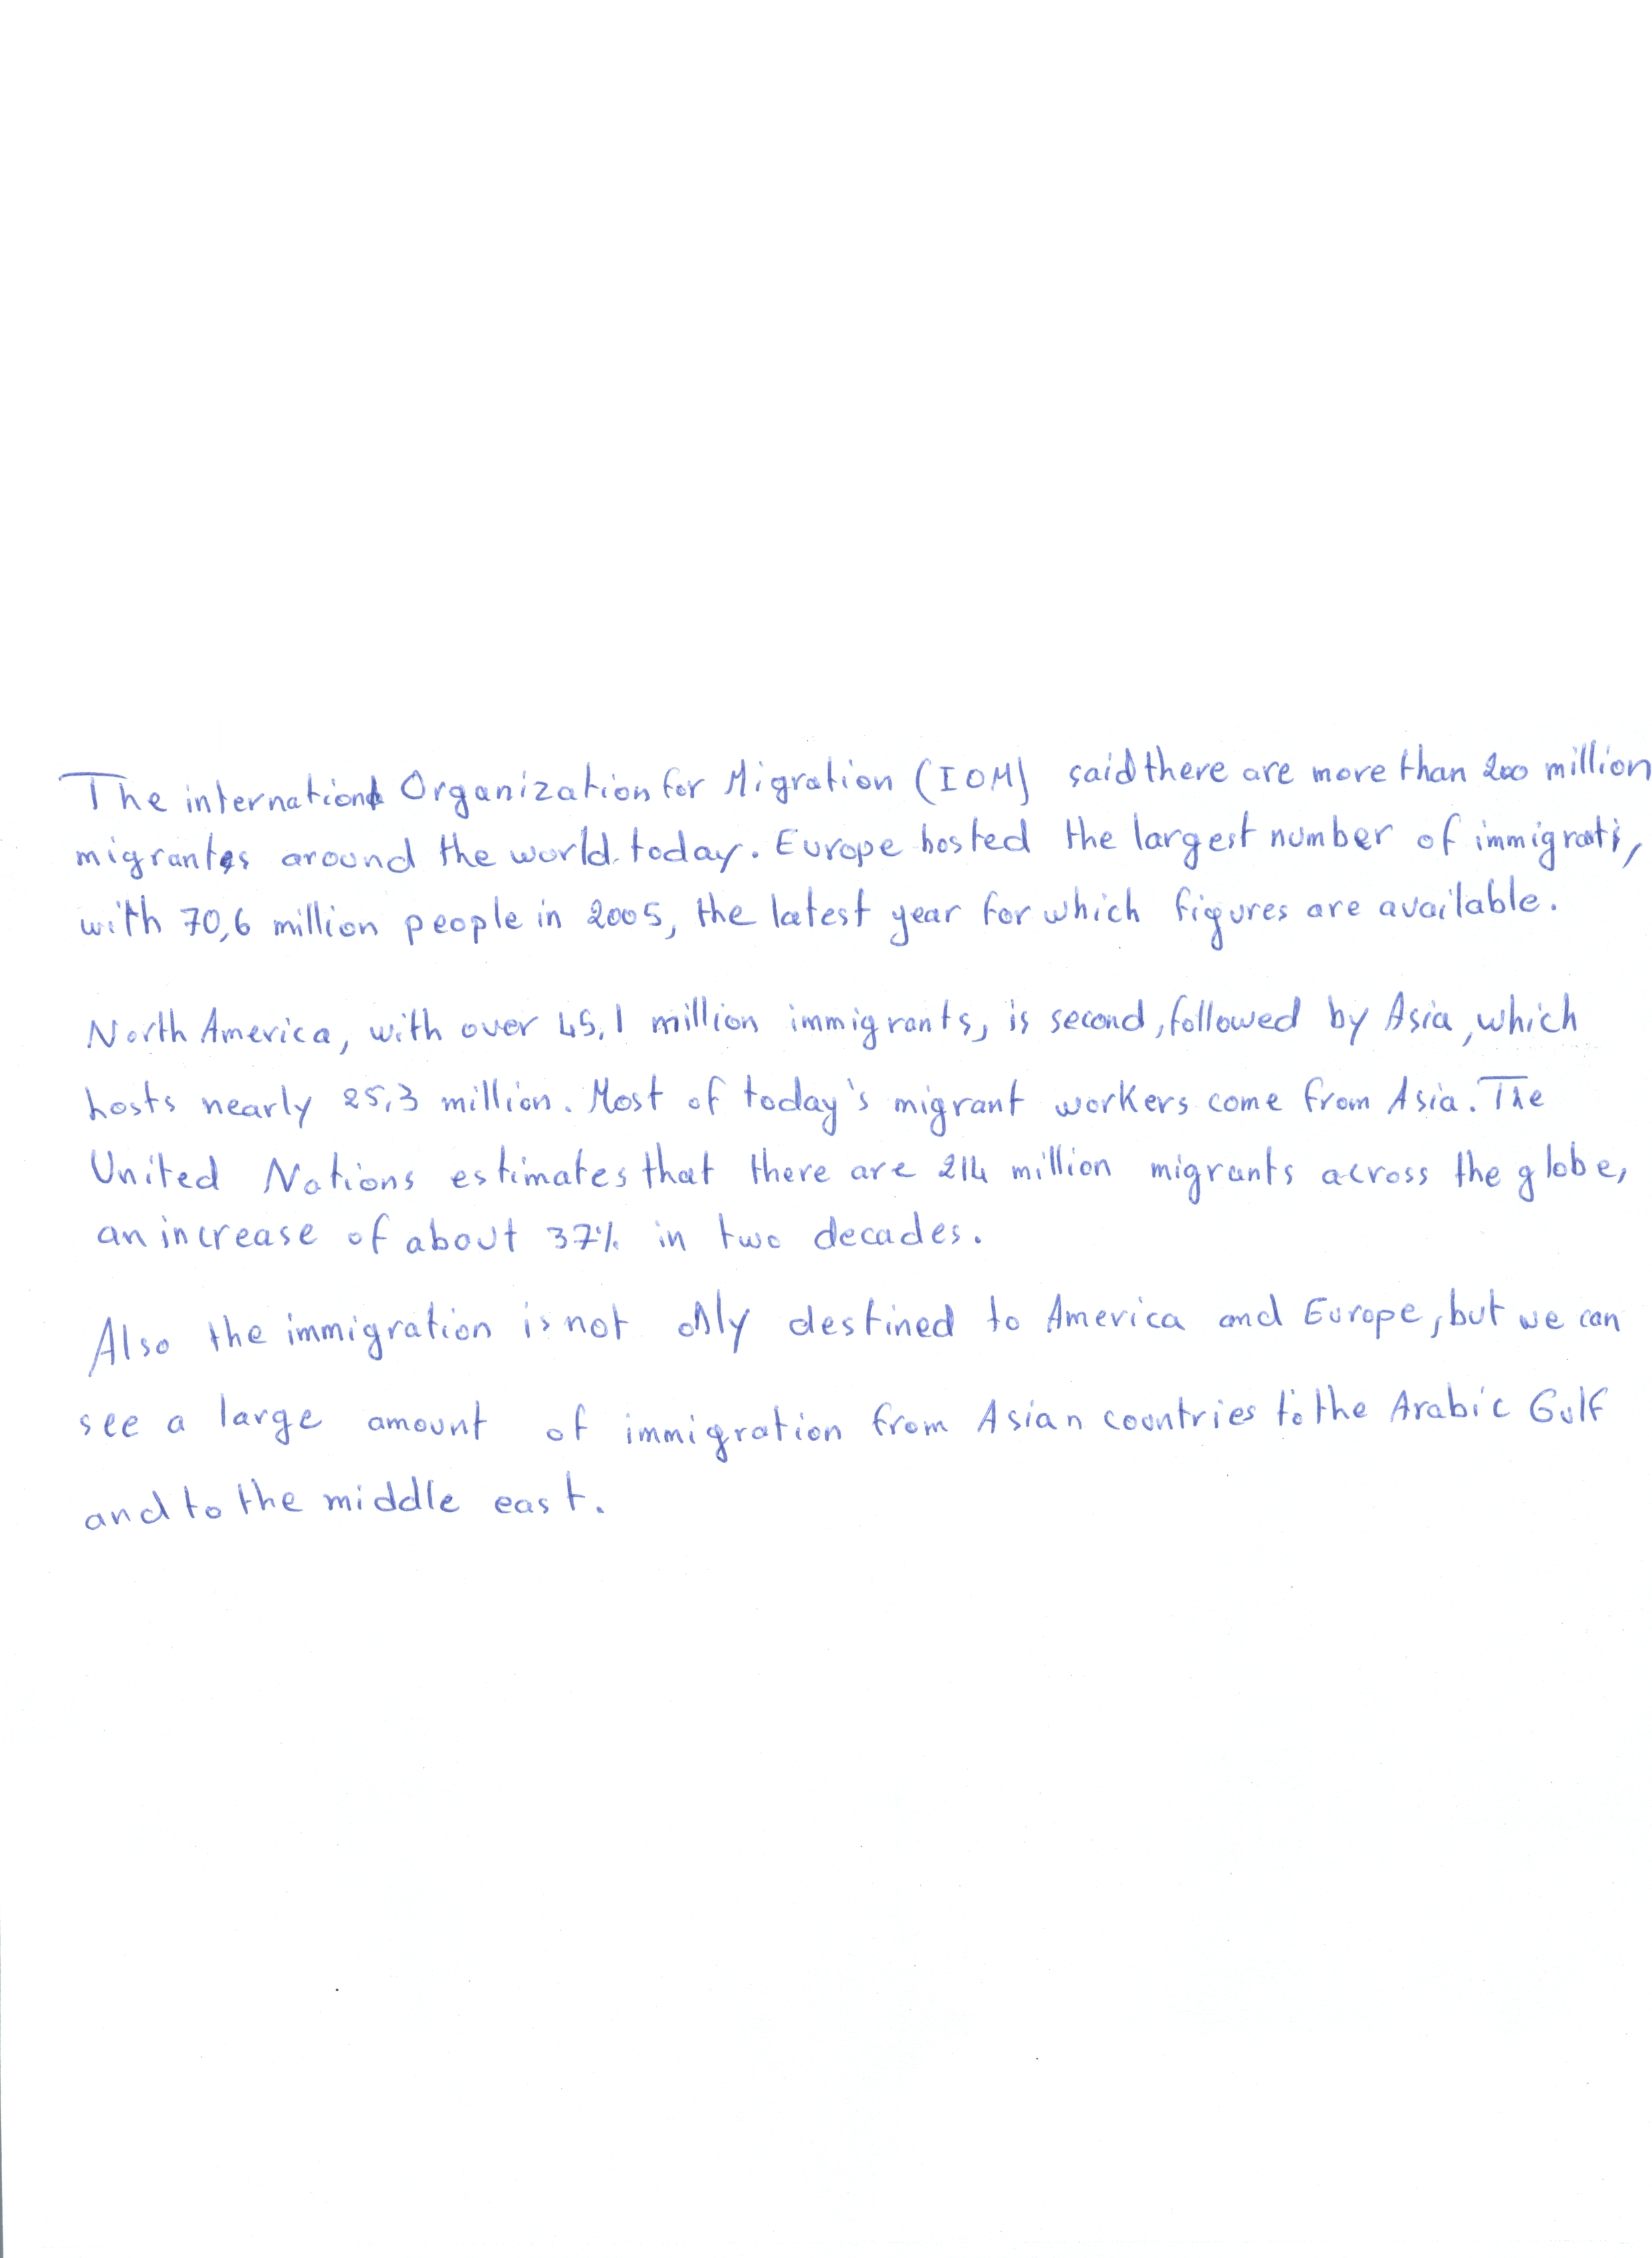 The international Organization for Migration (IOM) said there are more than 200 million
migrants around the world today. Europe hosted the largest number of
with 70,6 million people in 2005, the latest year for which figures are available.
North America, with over 45,1 million immigrants, is second, followed by Asia, which
hosts nearly 25,3 million. Most of today's migrant workers come from Asia. The
United Nations estimates that there are 214 million migrants across the globe,
an increase of about 37% in two decades.
Also the immigration is not only destined to America and Europe, but we can
see a large amount of immigration from Asian countries to the Arabic Gulf
and to the middle east.